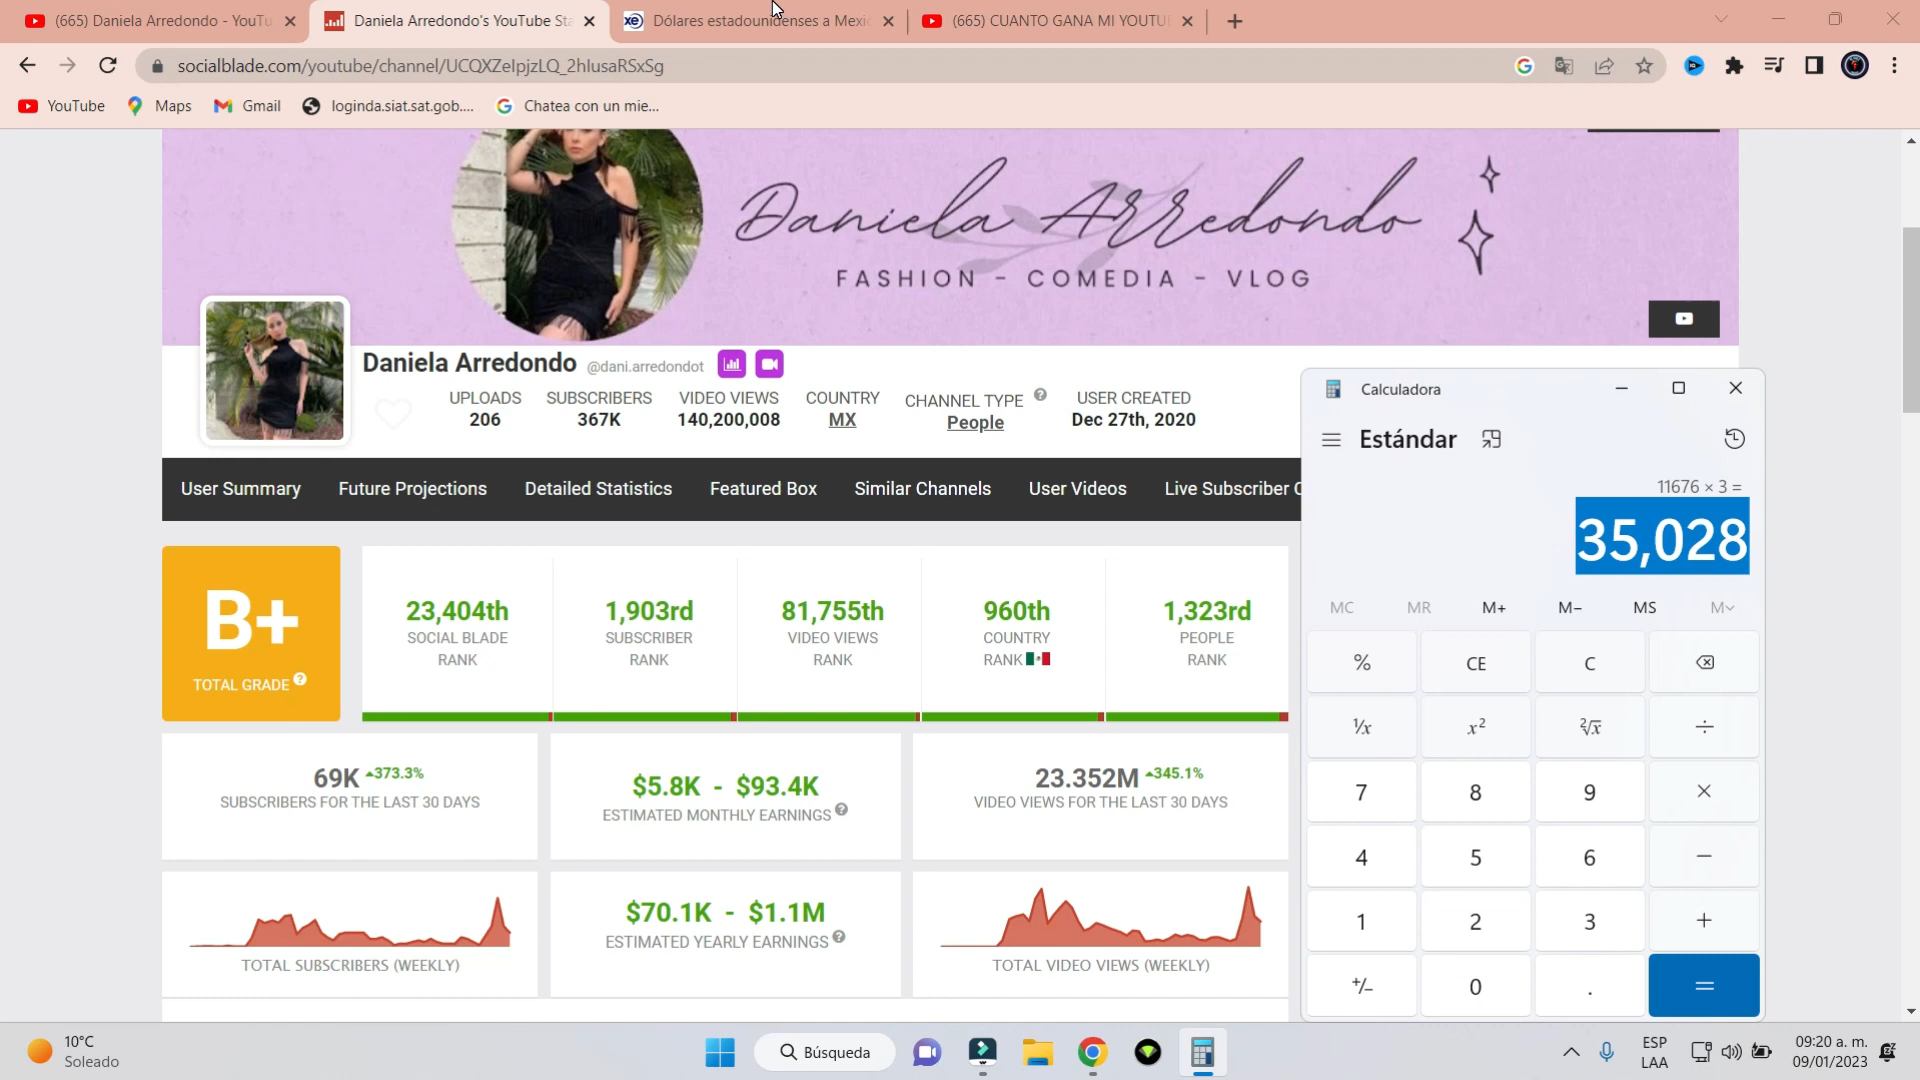 (665) Daniela Arredondo - YouTu
Daniela Arredondo's YouTube Sta
xe Dólares estadounidenses a Mexic
(665) CUANTO GANA MI YOUTU
socialblade.com/youtube/channel/UCQXZeIpjzLQ_2hIusaRSxSg
YouTube
Maps
Gmail
loginda.siat.sat.gob....
Chatea con un mie...
Daniela Arredondo
FASHION - COMEDIA - VLOG
Daniela Arredondo @dani.arredondot
UPLOADS
206
SUBSCRIBERS
367K
VIDEO VIEWS
140,200,008
COUNTRY
MX
CHANNEL TYPE
People
USER CREATED
Dec 27th, 2020
User Summary
Future Projections
Detailed Statistics
Featured Box
Similar Channels
User Videos
Live Subscriber C
B+
TOTAL GRADE
23,404th
SOCIAL BLADE
RANK
1,903rd
SUBSCRIBER
RANK
81,755th
VIDEO VIEWS
RANK
960th
COUNTRY
RANK
1,323rd
PEOPLE
RANK
69K 373.3%
SUBSCRIBERS FOR THE LAST 30 DAYS
$5.8K - $93.4K
ESTIMATED MONTHLY EARNINGS
23.352M 345.1%
VIDEO VIEWS FOR THE LAST 30 DAYS
TOTAL SUBSCRIBERS (WEEKLY)
$70.1K - $1.1M
ESTIMATED YEARLY EARNINGS
TOTAL VIDEO VIEWS (WEEKLY)
Calculadora
Estándar
11676 × 3 =
35,028
MC MR M+ M− MS M
% CE C
⅟x x² ²√x ÷
7 8 9 ×
4 5 6 −
1 2 3 +
+/− 0 . =
10°C
Soleado
Búsqueda
ESP
LAA
09:20 a. m.
09/01/2023